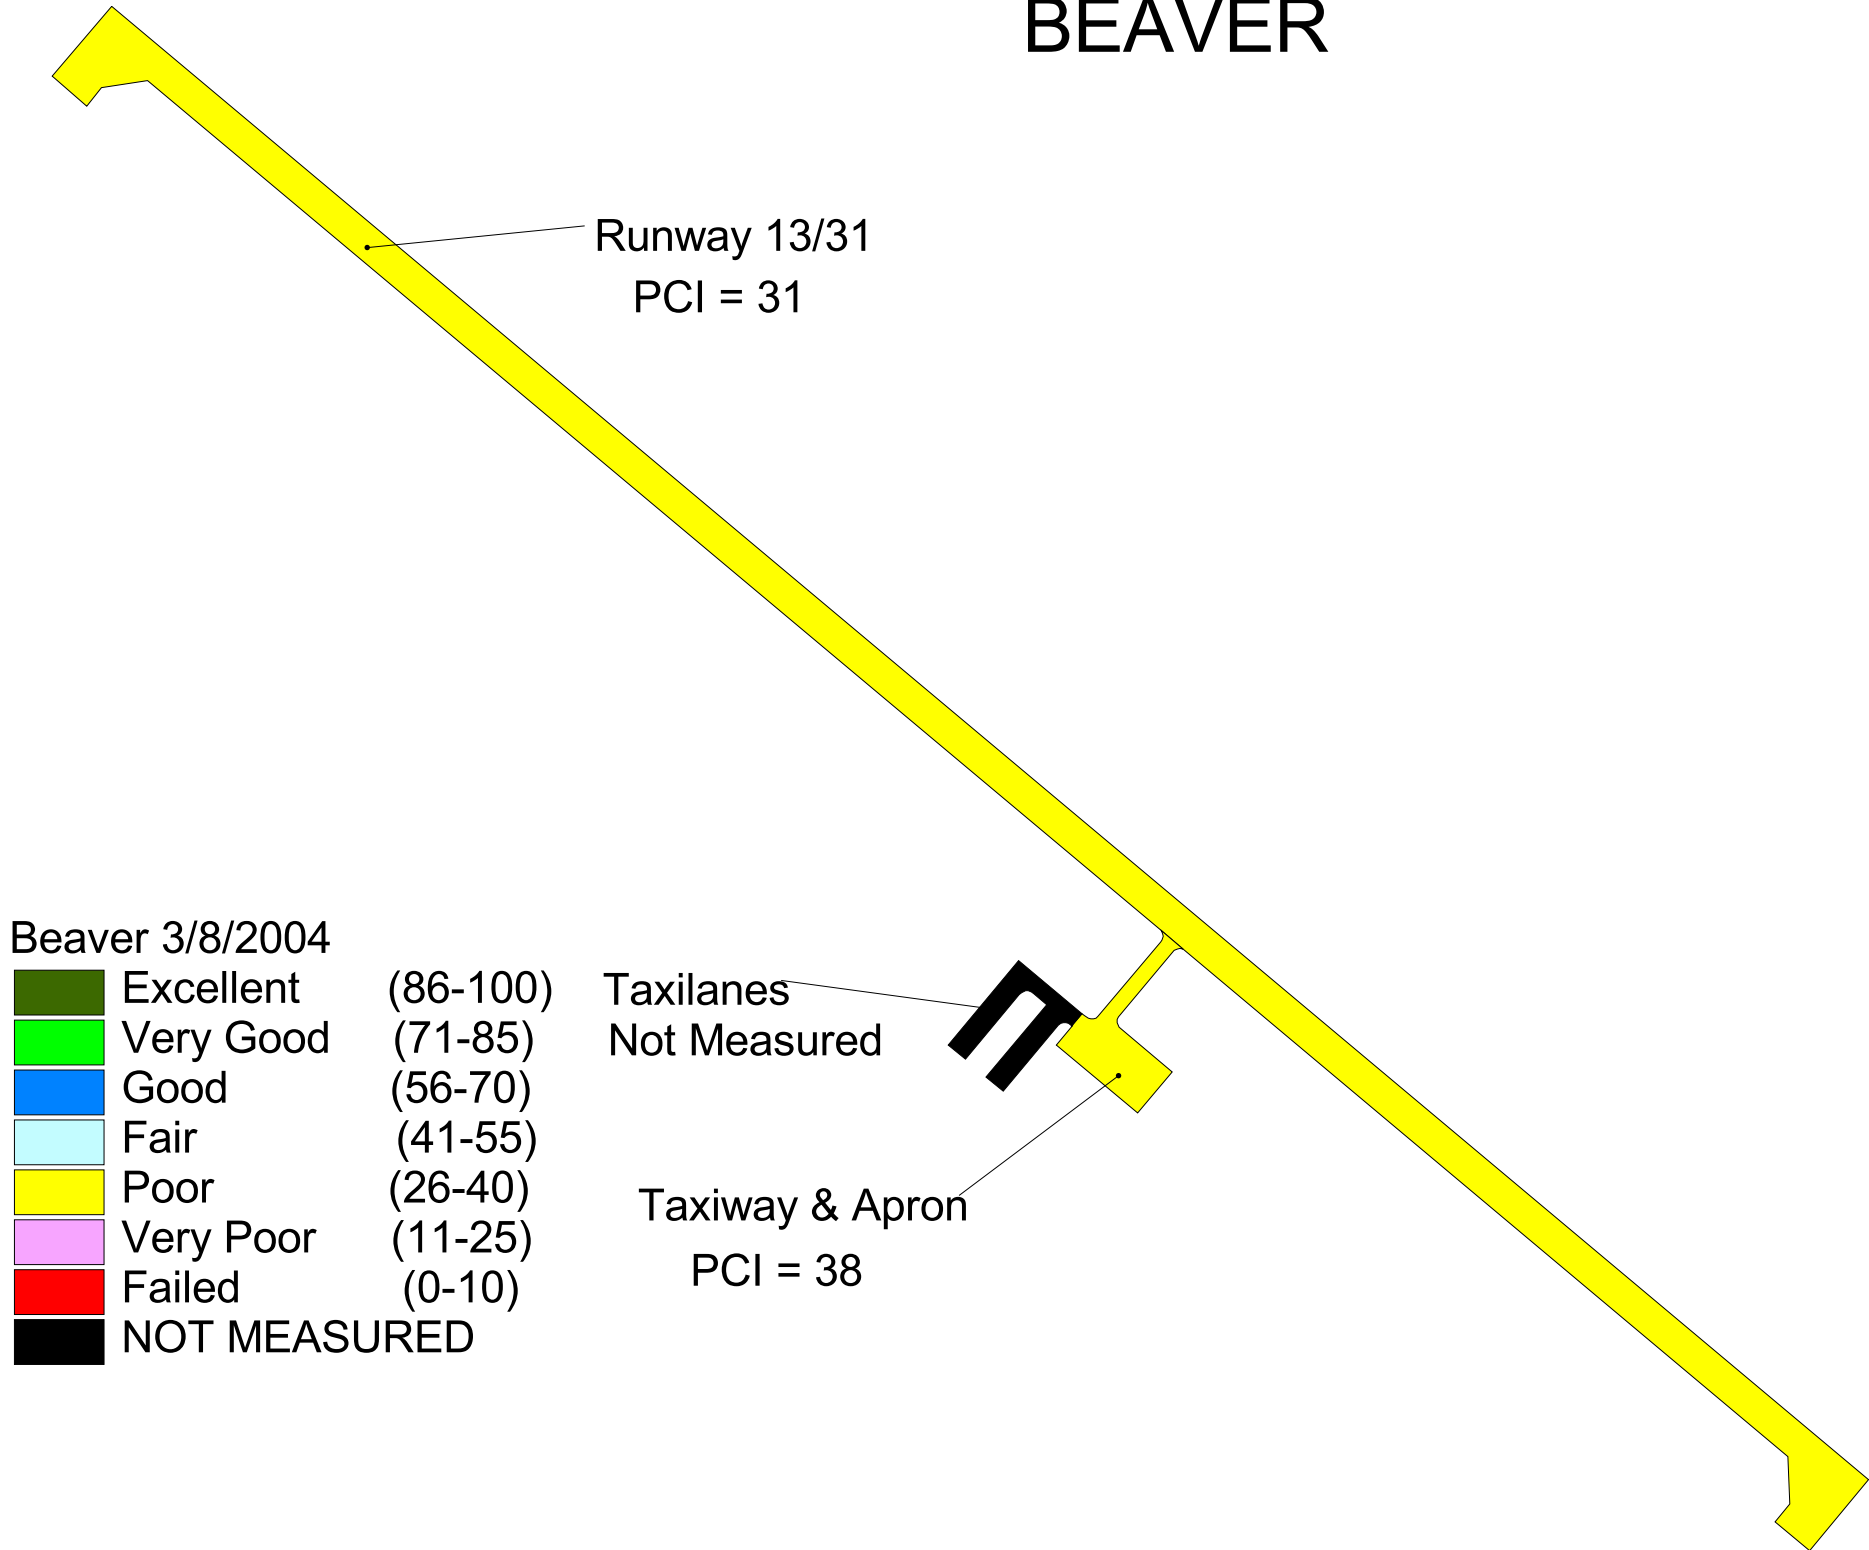 BEAVER
Runway 13/31
PCI = 31
Beaver 3/8/2004
Excellent (86-100)
Very Good (71-85)
Good (56-70)
Fair (41-55)
Poor (26-40)
Very Poor (11-25)
Failed (0-10)
NOT MEASURED
Taxilanes
Not Measured
Taxiway & Apron
PCI = 38